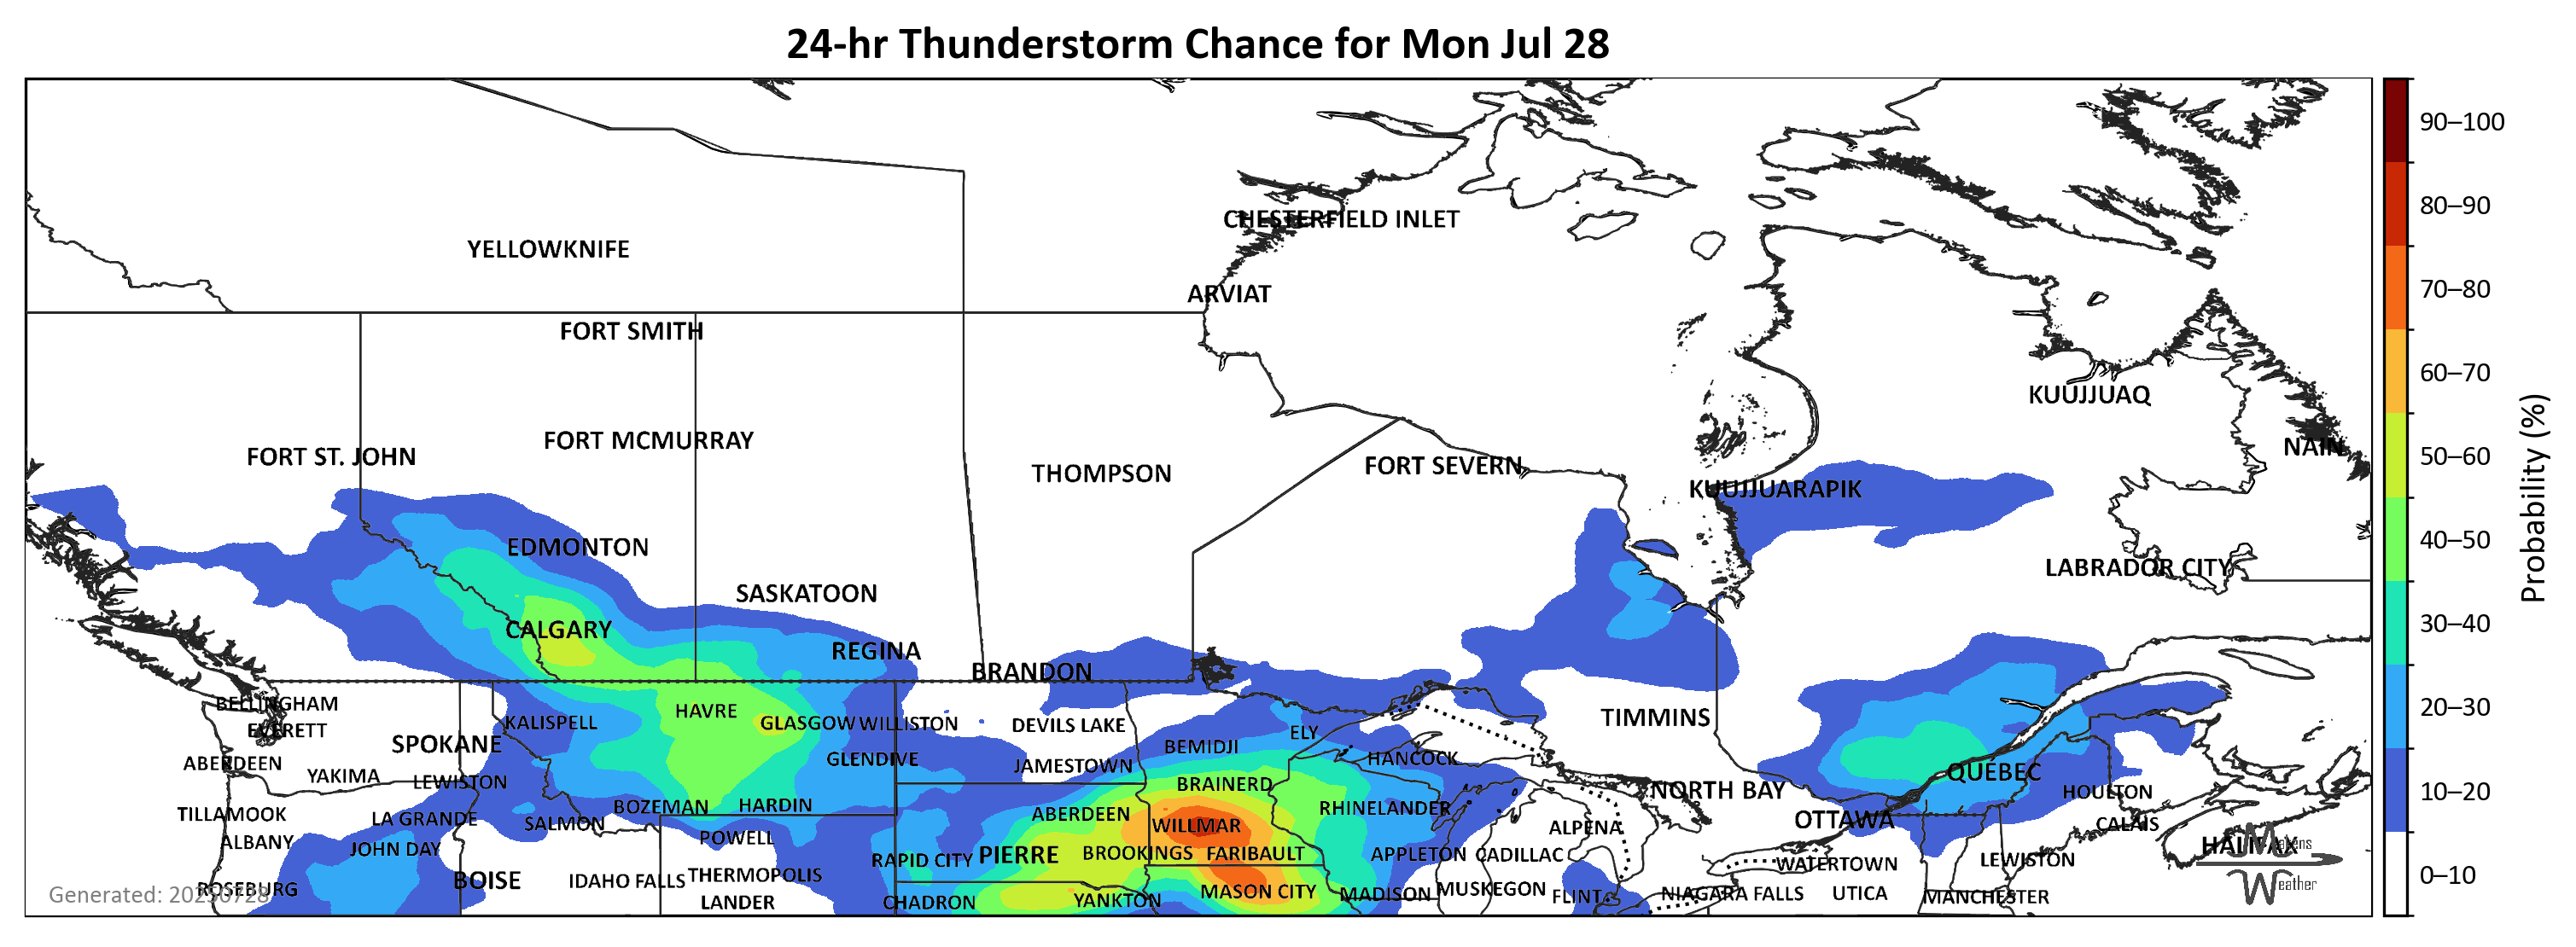 24-hr Thunderstorm Chance for Mon Jul 28
90–100
80–90
CHESTERFIELD INLET
YELLOWKNIFE
70–80
ARVIAT
FORT SMITH
60–70
KUUJJUAQ
FORT MCMURRAY
NAIN
FORT ST. JOHN
50–60
FORT SEVERN
THOMPSON
KUUJJUARAPIK
Probability (%)
40–50
EDMONTON
LABRADOR CITY
SASKATOON
30–40
CALGARY
REGINA
BRANDON
BELLINGHAM
20–30
HAVRE
TIMMINS
KALISPELL
GLASGOW
WILLISTON
DEVILS LAKE
EVERETT
ELY
SPOKANE
BEMIDJI
HANCOCK
GLENDIVE
ABERDEEN
JAMESTOWN
QUÉBEC
YAKIMA
LEWISTON
BRAINERD
NORTH BAY
10–20
HOULTON
BOZEMAN
HARDIN
RHINELANDER
TILLAMOOK
ABERDEEN
LA GRANDE
OTTAWA
SALMON
WILLMAR
CALAIS
ALPENA
POWELL
ALBANY
HALIFAX
Makens
Weather
JOHN DAY
BROOKINGS
FARIBAULT
APPLETON
CADILLAC
PIERRE
RAPID CITY
LEWISTON
WATERTOWN
THERMOPOLIS
0–10
BOISE
IDAHO FALLS
ROSEBURG
MUSKEGON
MASON CITY
MADISON
NIAGARA FALLS
UTICA
Generated: 20250728
FLINT
MANCHESTER
YANKTON
LANDER
CHADRON